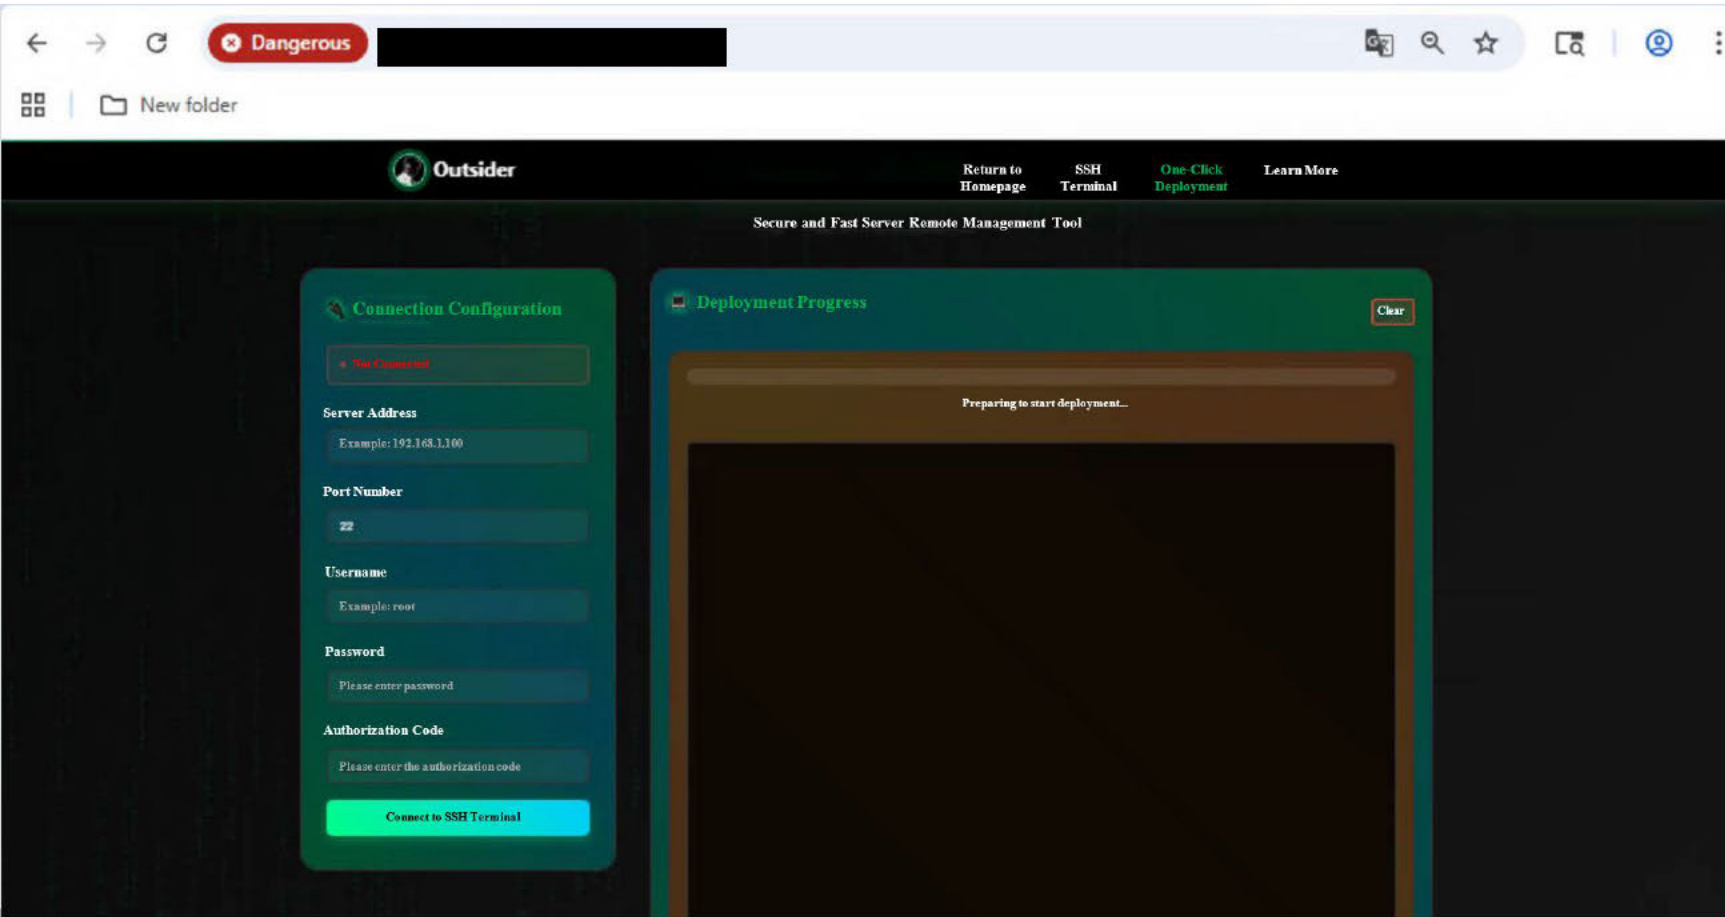 Dangerous
New folder
Outsider
Return to
Homepage
SSH
Terminal
One-Click
Deployment
Learn More
Secure and Fast Server Remote Management Tool
Connection Configuration
Not Connected
Server Address
Example: 192.168.1.100
Port Number
22
Username
Example: root
Password
Please enter password
Authorization Code
Please enter the authorization code
Connect to SSH Terminal
Deployment Progress
Clear
Preparing to start deployment...